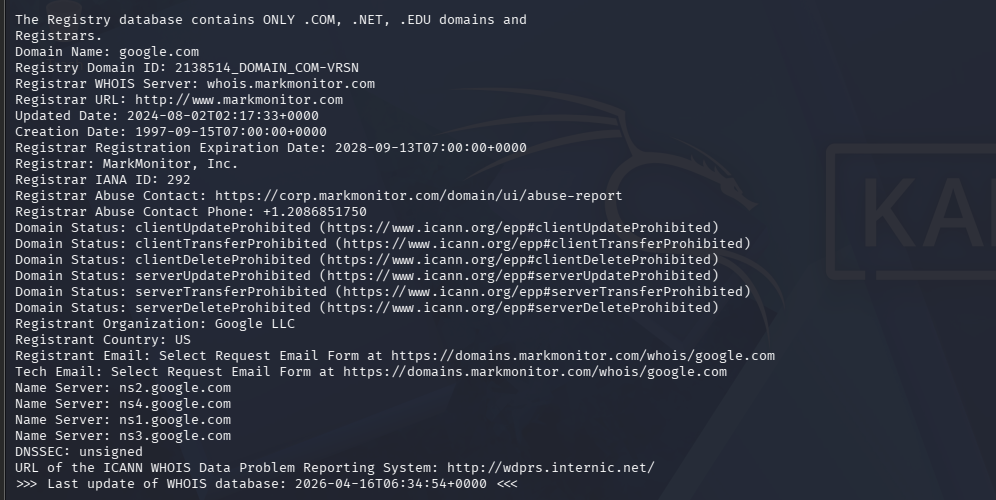 The Registry database contains ONLY .COM, .NET, .EDU domains and
Registrars.
Domain Name: google.com
Registry Domain ID: 2138514_DOMAIN_COM-VRSN
Registrar WHOIS Server: whois.markmonitor.com
Registrar URL: http://www.markmonitor.com
Updated Date: 2024-08-02T02:17:33+0000
Creation Date: 1997-09-15T07:00:00+0000
Registrar Registration Expiration Date: 2028-09-13T07:00:00+0000
Registrar: MarkMonitor, Inc.
Registrar IANA ID: 292
Registrar Abuse Contact: https://corp.markmonitor.com/domain/ui/abuse-report
Registrar Abuse Contact Phone: +1.2086851750
Domain Status: clientUpdateProhibited (https://www.icann.org/epp#clientUpdateProhibited)
Domain Status: clientTransferProhibited (https://www.icann.org/epp#clientTransferProhibited)
Domain Status: clientDeleteProhibited (https://www.icann.org/epp#clientDeleteProhibited)
Domain Status: serverUpdateProhibited (https://www.icann.org/epp#serverUpdateProhibited)
Domain Status: serverTransferProhibited (https://www.icann.org/epp#serverTransferProhibited)
Domain Status: serverDeleteProhibited (https://www.icann.org/epp#serverDeleteProhibited)
Registrant Organization: Google LLC
Registrant Country: US
Registrant Email: Select Request Email Form at https://domains.markmonitor.com/whois/google.com
Tech Email: Select Request Email Form at https://domains.markmonitor.com/whois/google.com
Name Server: ns2.google.com
Name Server: ns4.google.com
Name Server: ns1.google.com
Name Server: ns3.google.com
DNSSEC: unsigned
URL of the ICANN WHOIS Data Problem Reporting System: http://wdprs.internic.net/
>>> Last update of WHOIS database: 2026-04-16T06:34:54+0000 <<<